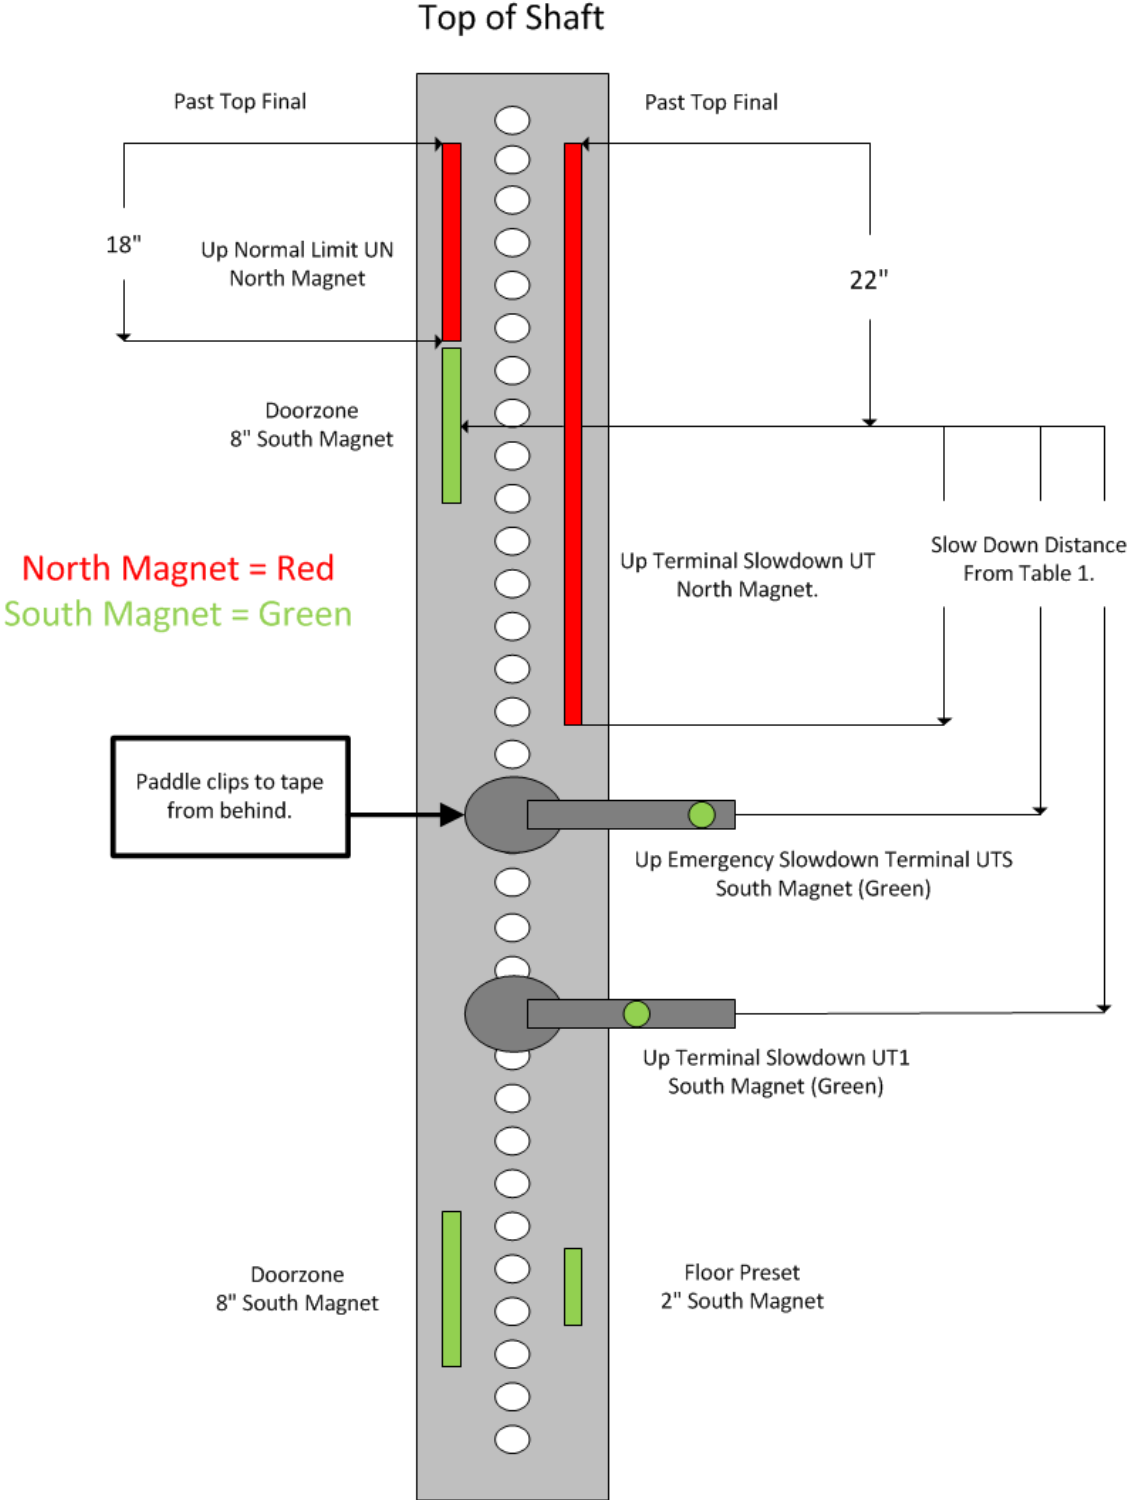 Top of Shaft
Past Top Final
Past Top Final
18"
Up Normal Limit UN
North Magnet
22"
Doorzone
8" South Magnet
North Magnet = Red
South Magnet = Green
Up Terminal Slowdown UT
North Magnet.
Slow Down Distance
From Table 1.
Paddle clips to tape
from behind.
Up Emergency Slowdown Terminal UTS
South Magnet (Green)
Up Terminal Slowdown UT1
South Magnet (Green)
Doorzone
8" South Magnet
Floor Preset
2" South Magnet